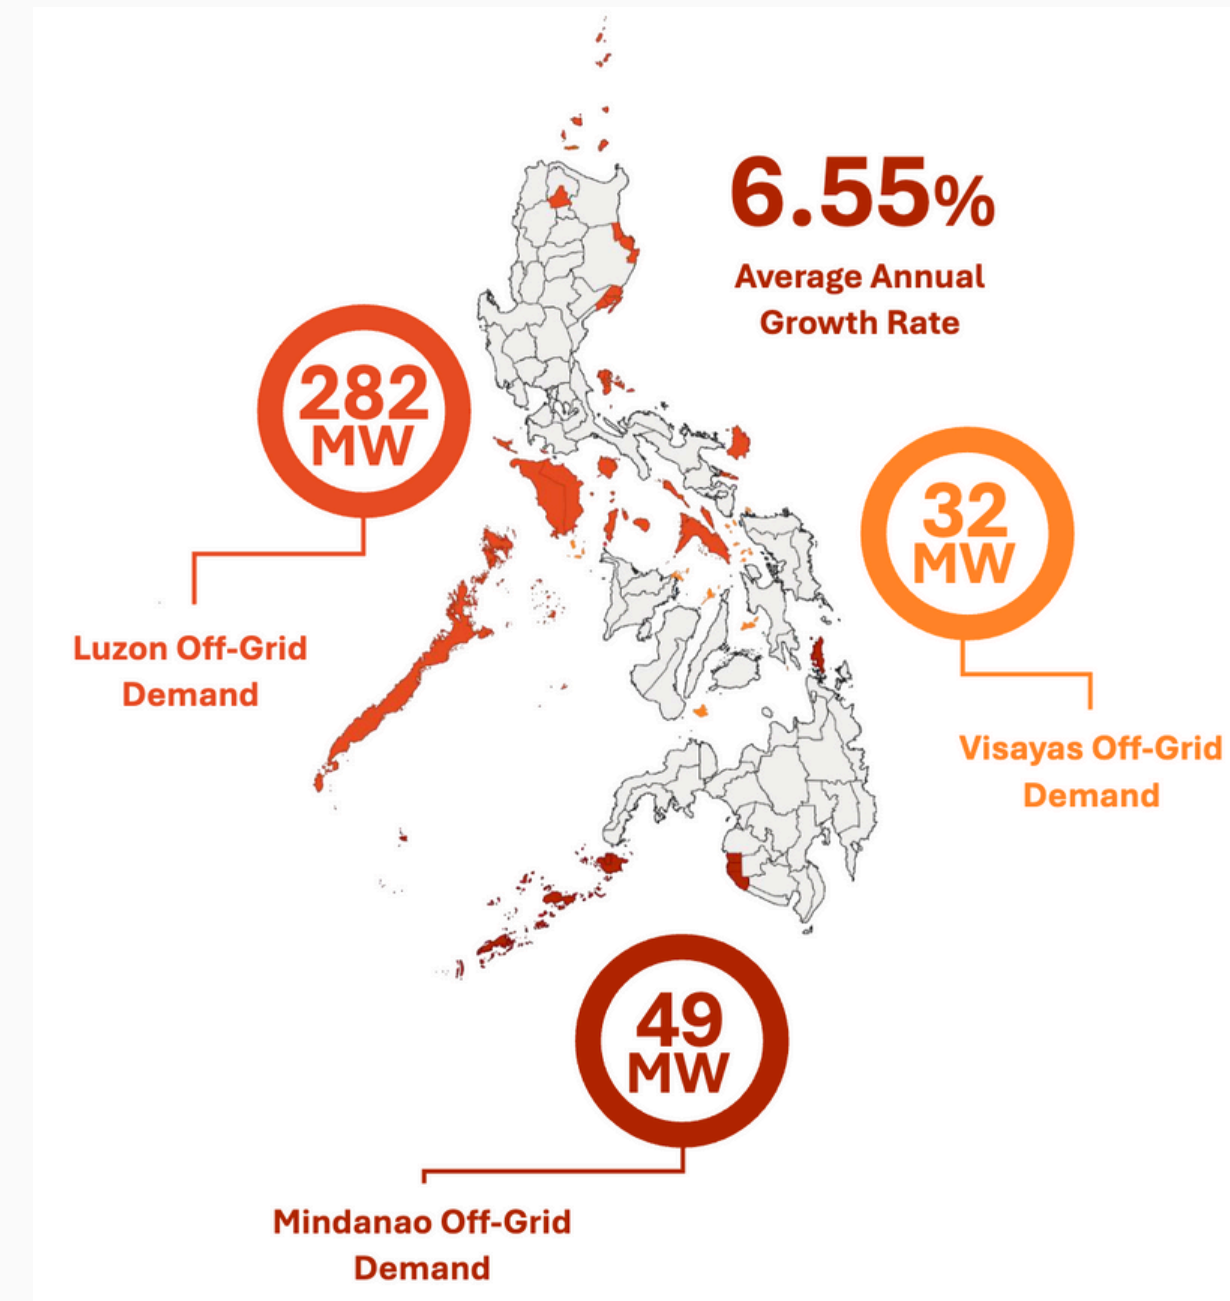 6.55%
Average Annual
Growth Rate
282
MW
Luzon Off-Grid
Demand
32
MW
Visayas Off-Grid
Demand
49
MW
Mindanao Off-Grid
Demand